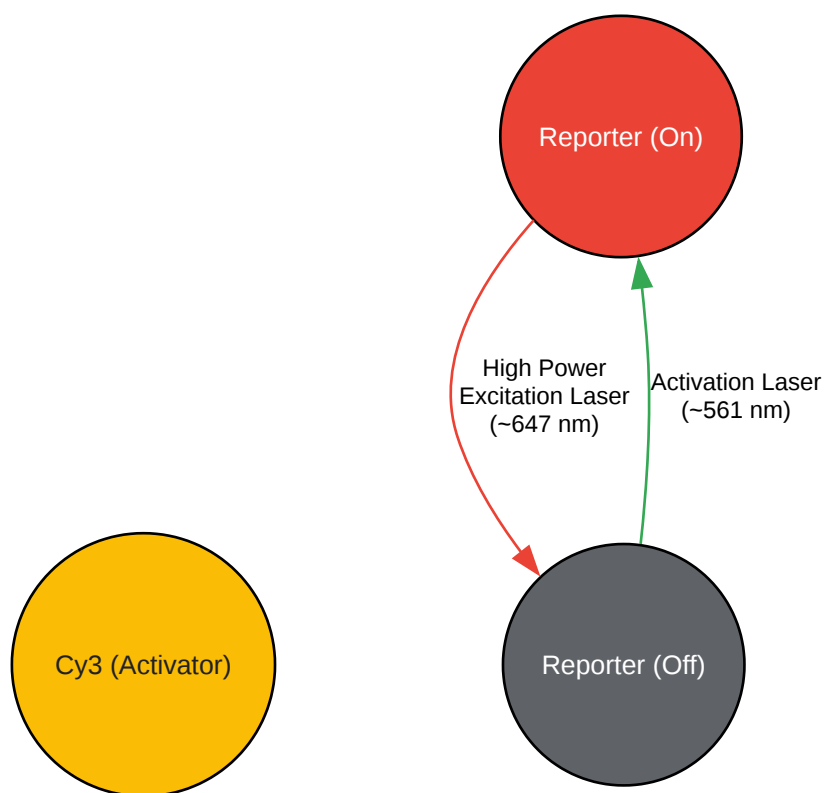 Reporter (On)
High Power
Excitation Laser
(~647 nm)
Activation Laser
(~561 nm)
Cy3 (Activator)
Reporter (Off)